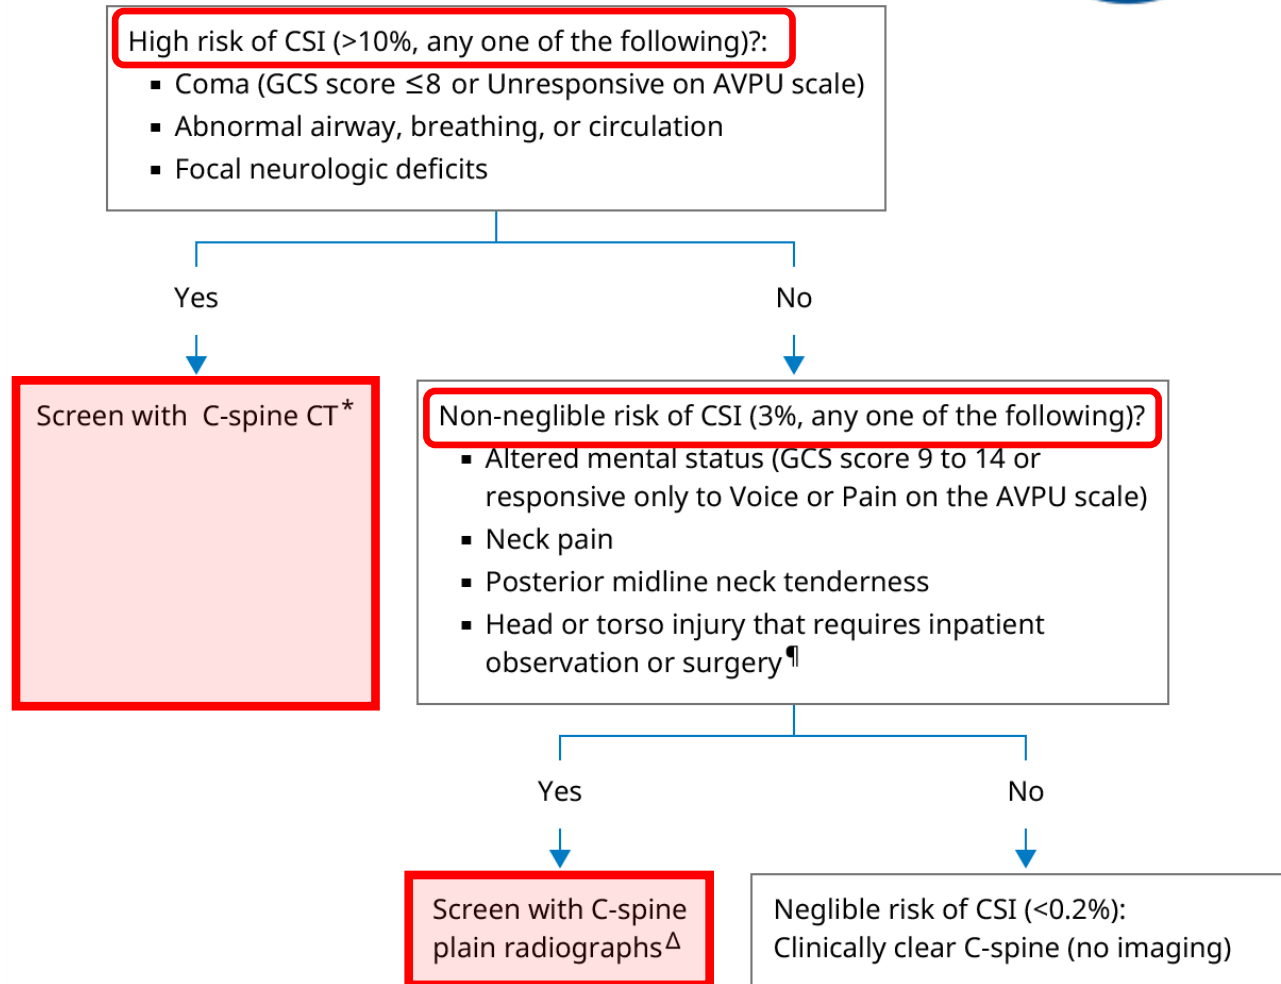 High risk of CSI (>10%, any one of the following)?:
▪ Coma (GCS score ≤8 or Unresponsive on AVPU scale)
▪ Abnormal airway, breathing, or circulation
▪ Focal neurologic deficits
Yes
No
Screen with C-spine CT*
Non-neglible risk of CSI (3%, any one of the following)?
▪ Altered mental status (GCS score 9 to 14 or
responsive only to Voice or Pain on the AVPU scale)
▪ Neck pain
▪ Posterior midline neck tenderness
▪ Head or torso injury that requires inpatient
observation or surgery¶
Yes
No
Screen with C-spine
plain radiographsΔ
Neglible risk of CSI (<0.2%):
Clinically clear C-spine (no imaging)